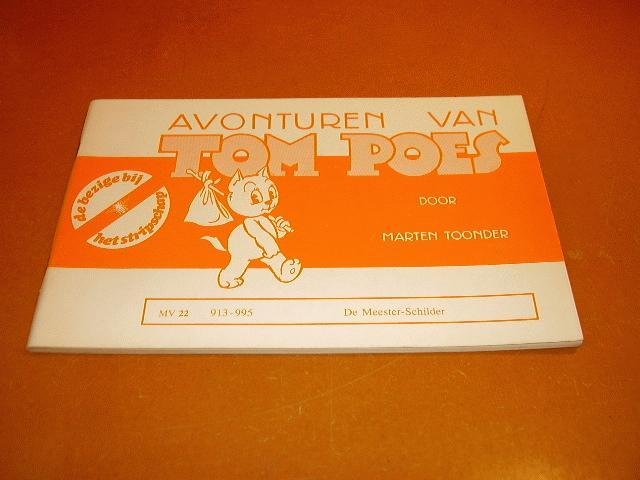 AVONTUREN VAN
TOM POES
de bezige bij
het stripschap
DOOR
MARTEN TOONDER
MV 22 913-995 De Meester-Schilder